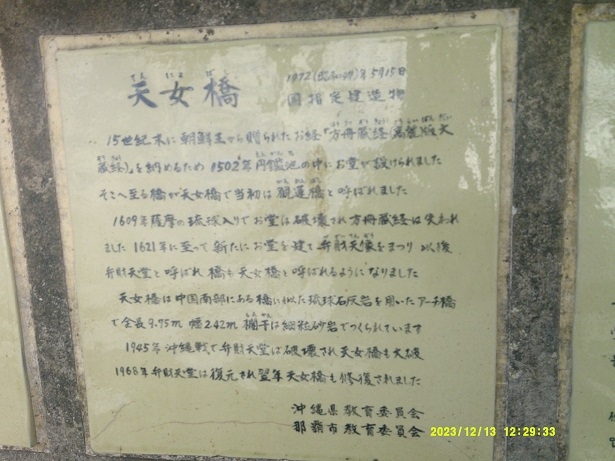 天女橋
てん にょ ばし
1972(昭和47)年5月15日
国指定建造物
15世紀末に朝鮮王から贈られたお経「方冊蔵経(高麗版大
蔵経)」を納めるため1502年円鑑池の中にお堂が設けられました
そこへ至る橋が天女橋で当初は観蓮橋と呼ばれました
1609年薩摩の琉球入りでお堂は破壊され方冊蔵経は失われ
ました 1621年に至って新たにお堂を建て弁財天像をまつり 以後
弁財天堂と呼ばれ 橋も天女橋と呼ばれるようになりました
天女橋は中国南部にある橋に似た琉球石灰岩を用いたアーチ橋
で全長9.75m 幅2.42m 欄干は細粒砂岩でつくられています
1945年沖縄戦で弁財天堂は破壊され天女橋も大破
1968年弁財天堂は復元され翌年天女橋も修復されました
沖縄県教育委員会
那覇市教育委員会
2023/12/13 12:29:33